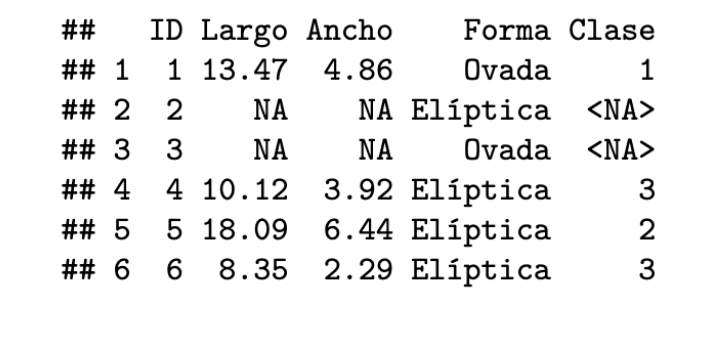 ##   ID Largo Ancho    Forma Clase
## 1  1 13.47  4.86    Ovada     1
## 2  2    NA    NA Elíptica  <NA>
## 3  3    NA    NA    Ovada  <NA>
## 4  4 10.12  3.92 Elíptica     3
## 5  5 18.09  6.44 Elíptica     2
## 6  6  8.35  2.29 Elíptica     3